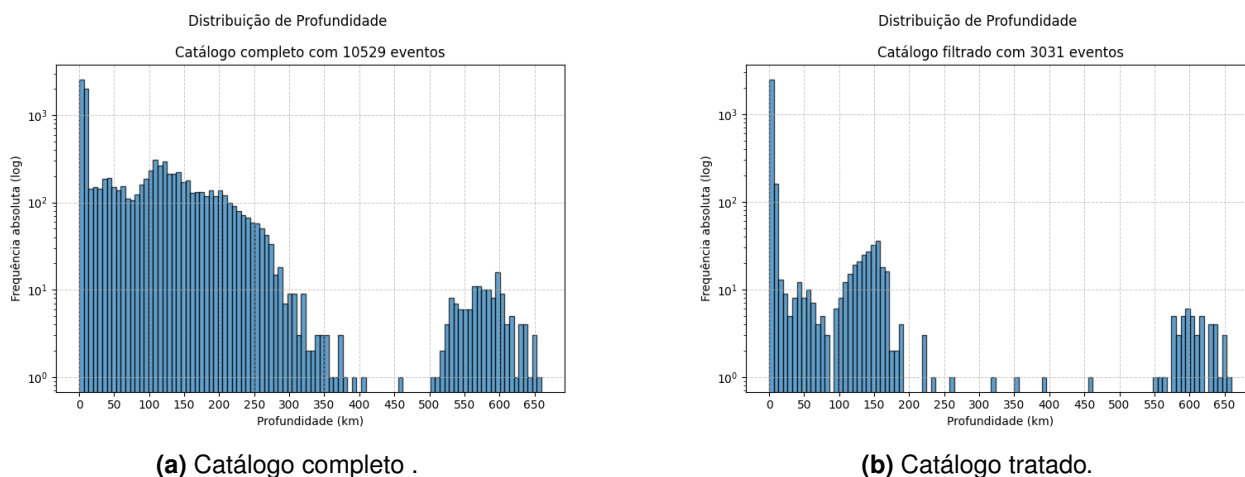 Distribuição de Profundidade
Catálogo completo com 10529 eventos
10³
10²
10¹
10⁰
Frequência absoluta (log)
0 50 100 150 200 250 300 350 400 450 500 550 600 650
Profundidade (km)
(a) Catálogo completo .
Distribuição de Profundidade
Catálogo filtrado com 3031 eventos
10³
10²
10¹
10⁰
Frequência absoluta (log)
0 50 100 150 200 250 300 350 400 450 500 550 600 650
Profundidade (km)
(b) Catálogo tratado.